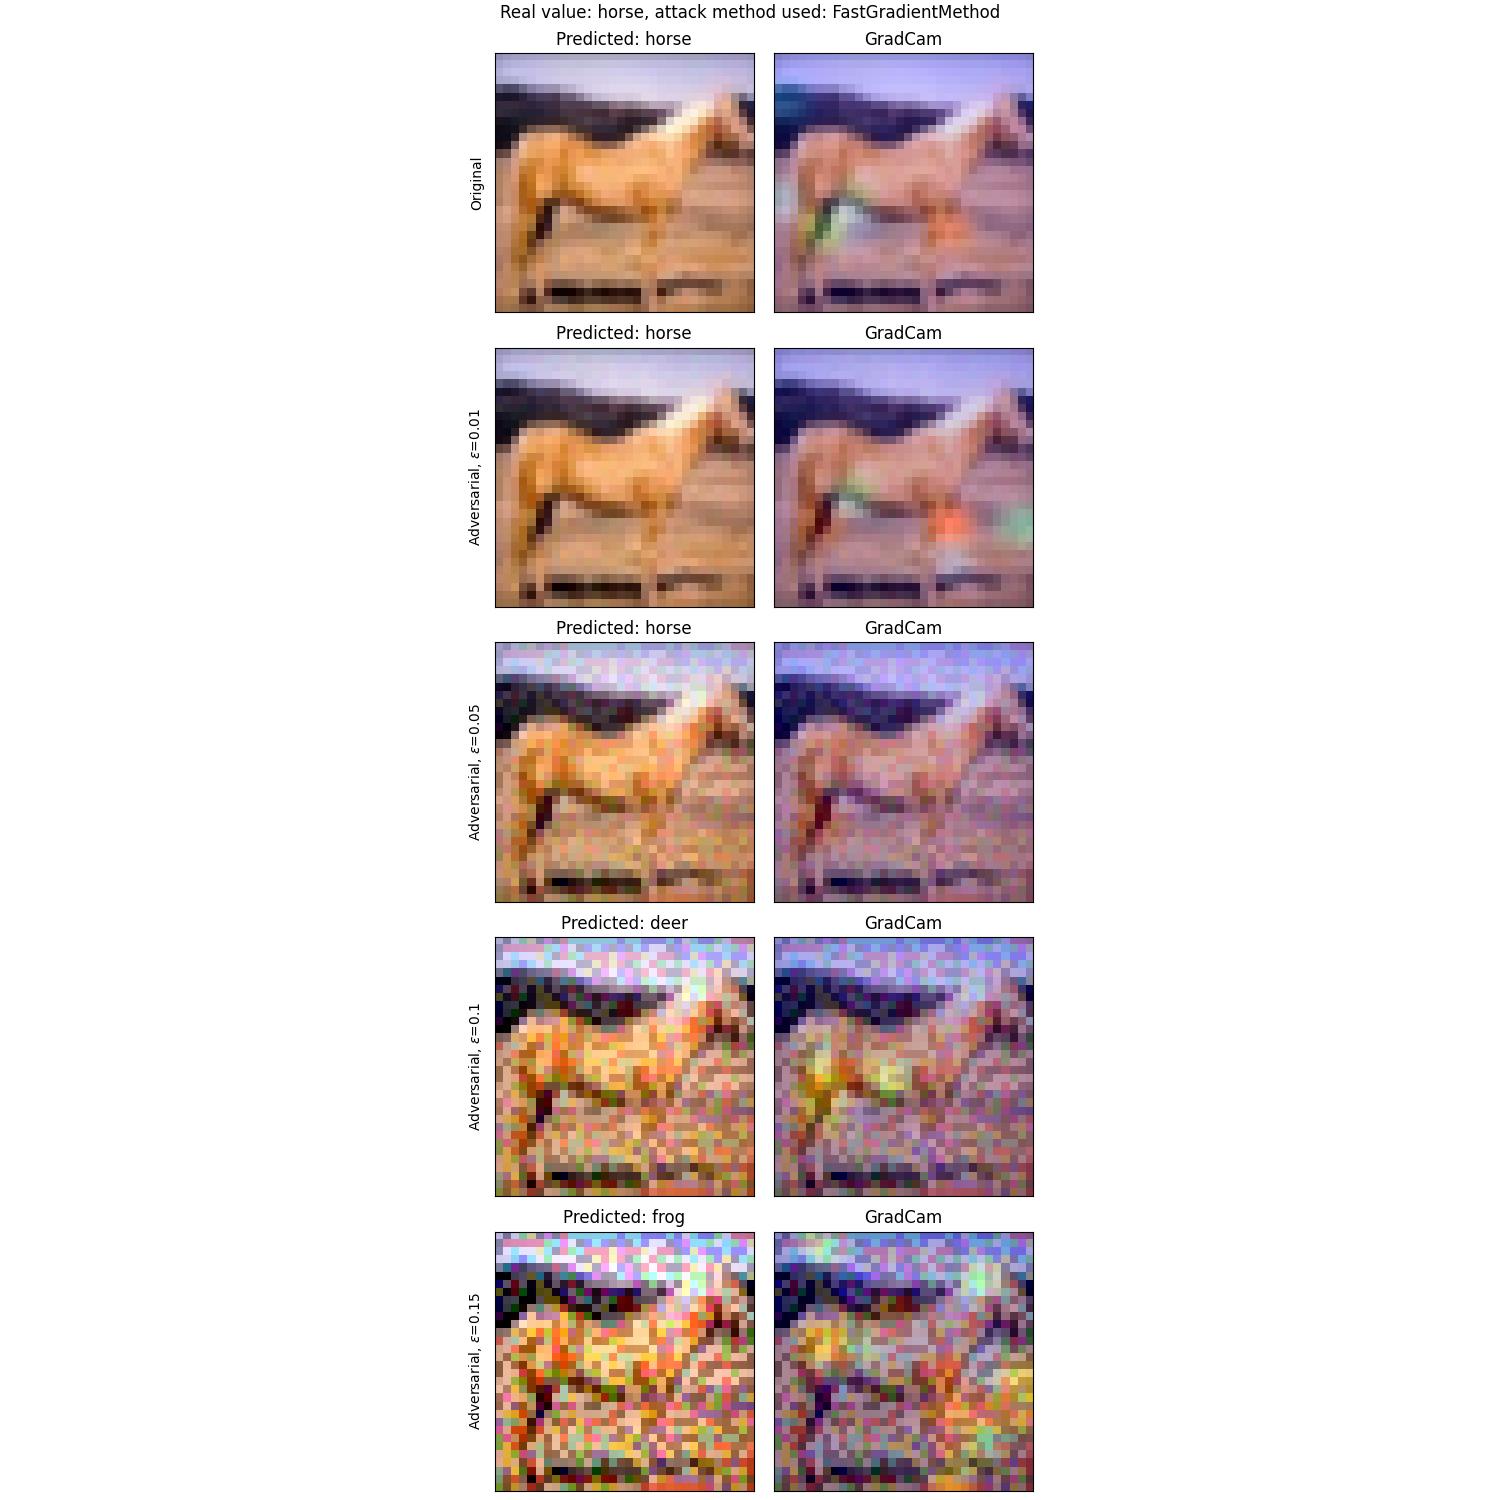 Real value: horse, attack method used: FastGradientMethod
Predicted: horse
GradCam
Original
Predicted: horse
GradCam
Adversarial, ε=0.01
Predicted: horse
GradCam
Adversarial, ε=0.05
Predicted: deer
GradCam
Adversarial, ε=0.1
Predicted: frog
GradCam
Adversarial, ε=0.15